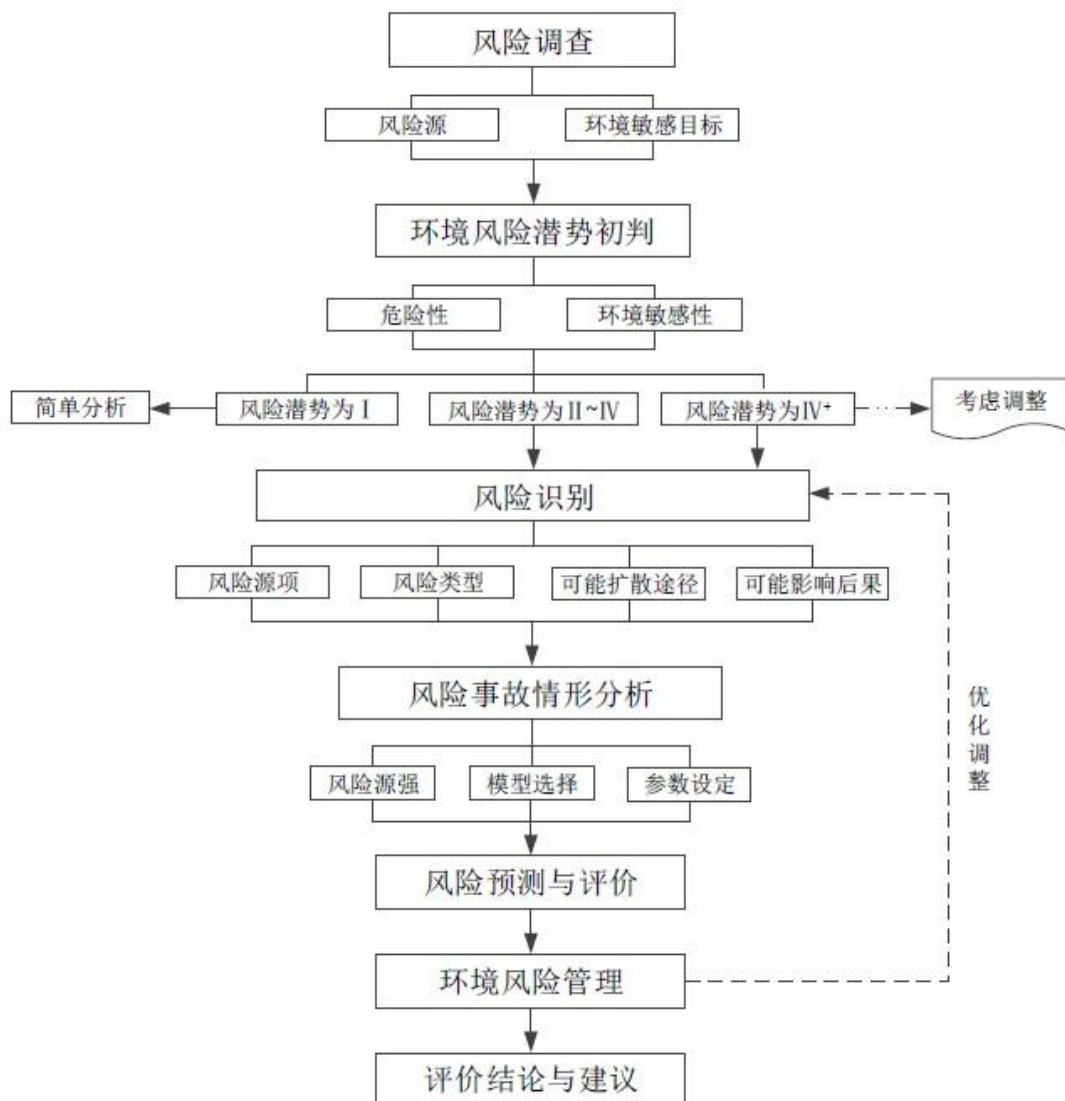 风险调查
风险源
环境敏感目标
环境风险潜势初判
危险性
环境敏感性
简单分析
风险潜势为Ⅰ
风险潜势为Ⅱ~Ⅳ
风险潜势为Ⅳ⁺
考虑调整
风险识别
风险源项
风险类型
可能扩散途径
可能影响后果
风险事故情形分析
优化调整
风险源强
模型选择
参数设定
风险预测与评价
环境风险管理
评价结论与建议